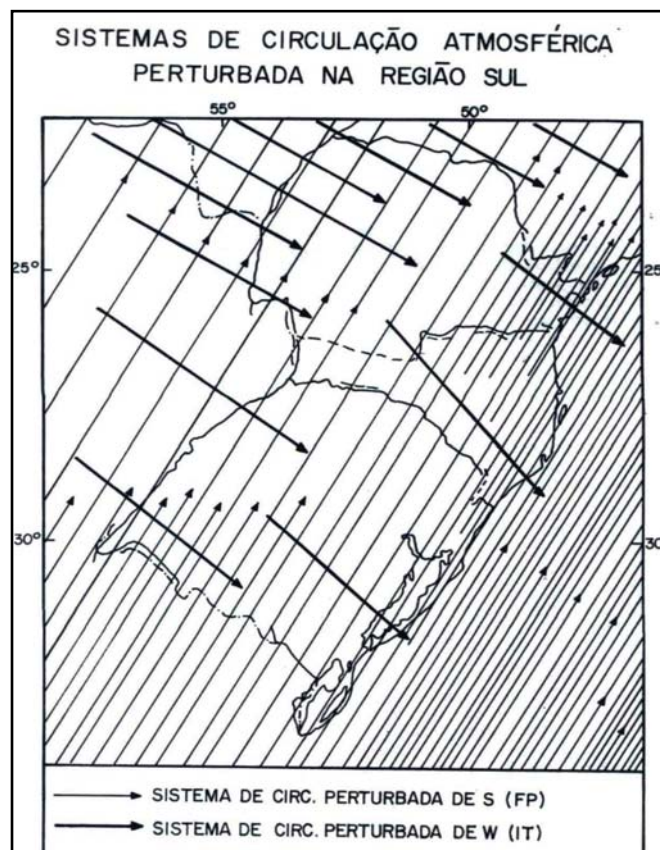 SISTEMAS DE CIRCULAÇÃO ATMOSFÉRICA
PERTURBADA NA REGIÃO SUL
55° 50°
25° 25
30° 30
SISTEMA DE CIRC. PERTURBADA DE S (FP)
SISTEMA DE CIRC. PERTURBADA DE W (IT)